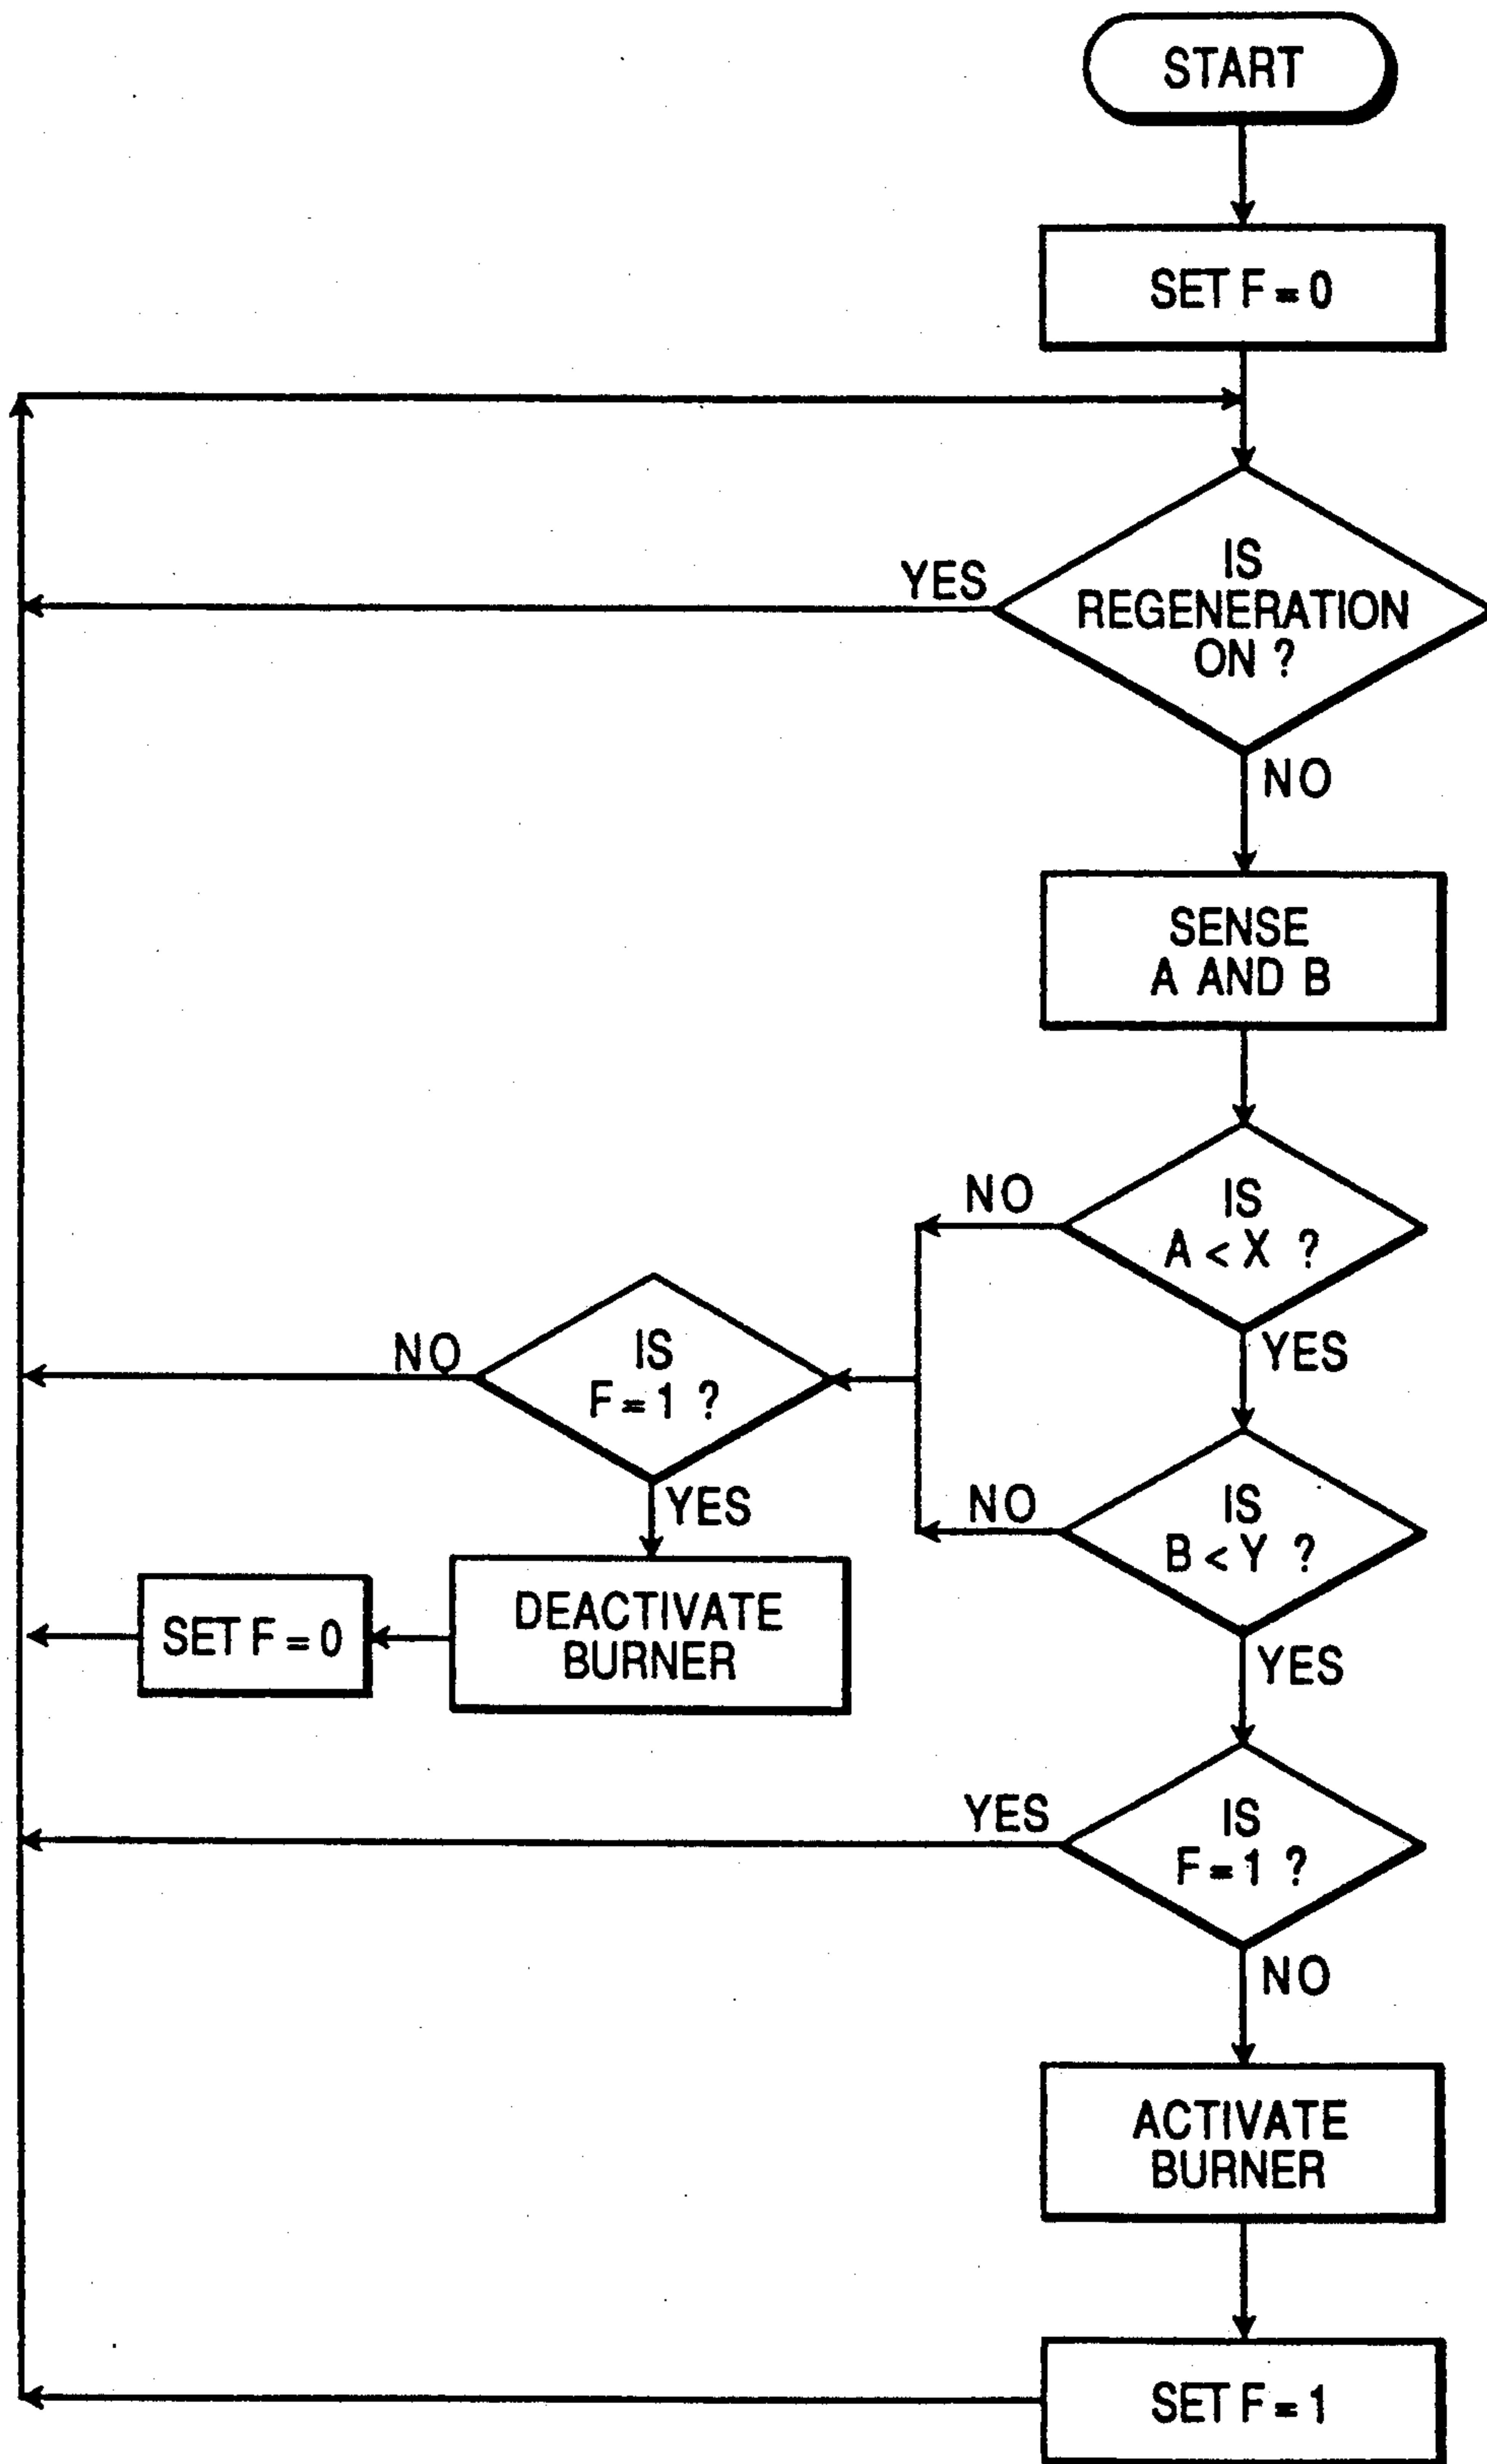 START
SET F = 0
YES
IS
REGENERATION
ON ?
NO
SENSE
A AND B
NO
IS
A < X ?
YES
NO
IS
F = 1 ?
YES
NO
IS
B < Y ?
YES
DEACTIVATE
BURNER
SET F = 0
YES
IS
F = 1 ?
NO
ACTIVATE
BURNER
SET F = 1